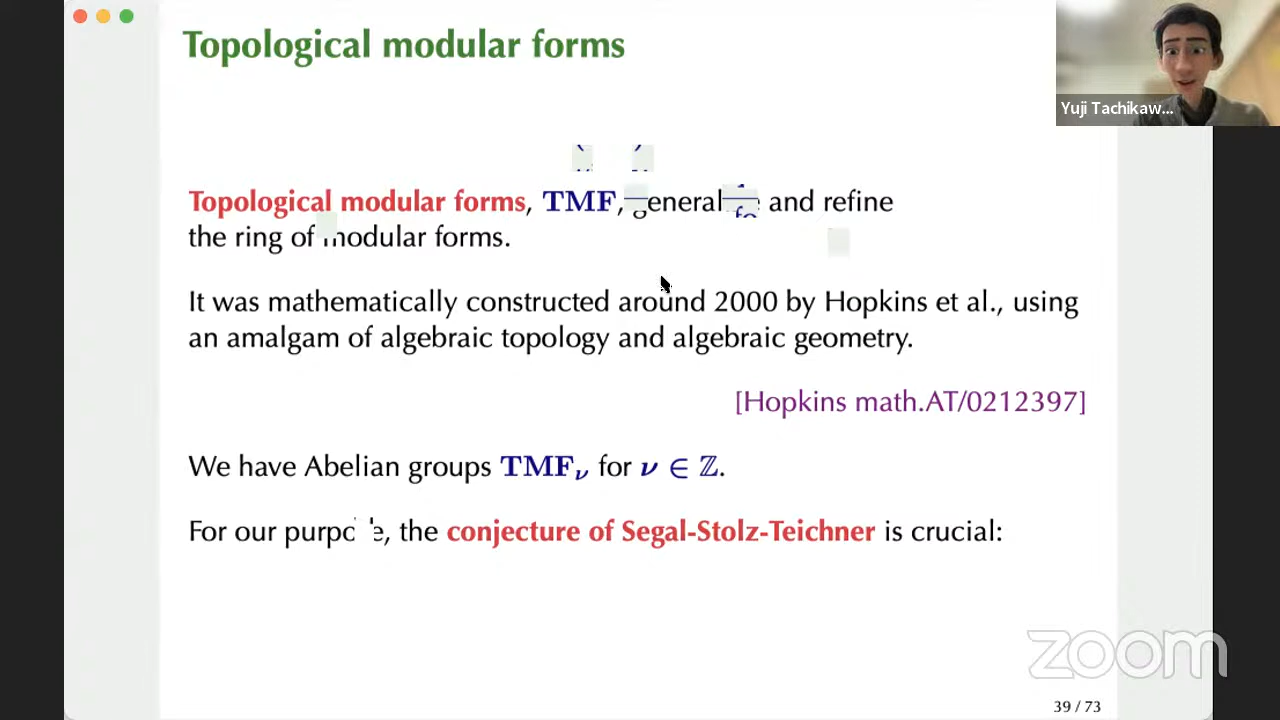 Topological modular forms
Yuji Tachikaw...
Topological modular forms, TMF, and refine
the ring of modular forms.
It was mathematically constructed around 2000 by Hopkins et al., using
an amalgam of algebraic topology and algebraic geometry.
[Hopkins math.AT/0212397]
We have Abelian groups TMF_ν for ν ∈ ℤ.
For our the conjecture of Segal-Stolz-Teichner is crucial:
zoom
39 / 73